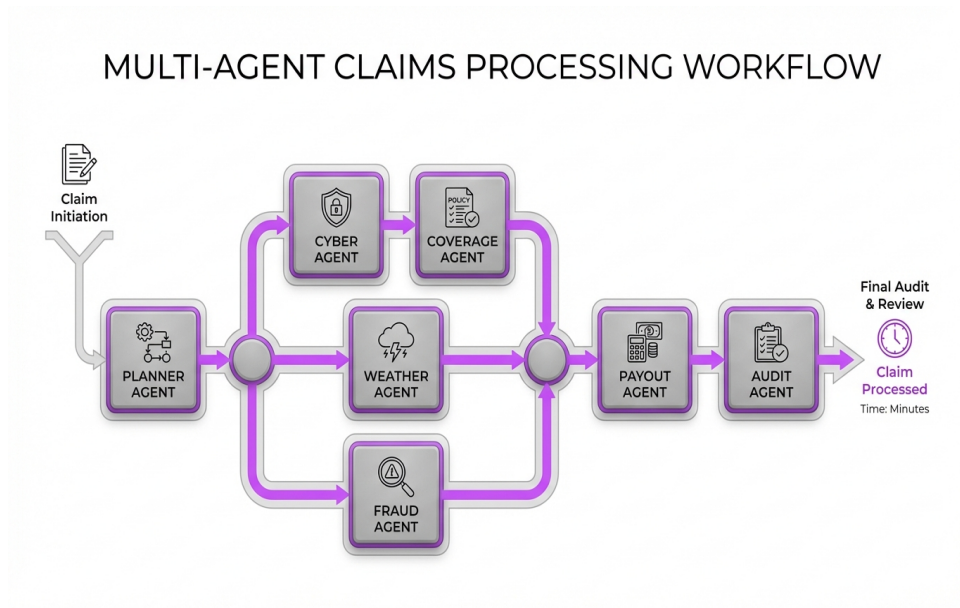 MULTI-AGENT CLAIMS PROCESSING WORKFLOW
Claim
Initiation
PLANNER
AGENT
CYBER
AGENT
POLICY
COVERAGE
AGENT
WEATHER
AGENT
FRAUD
AGENT
PAYOUT
AGENT
AUDIT
AGENT
Final Audit
& Review
Claim
Processed
Time: Minutes